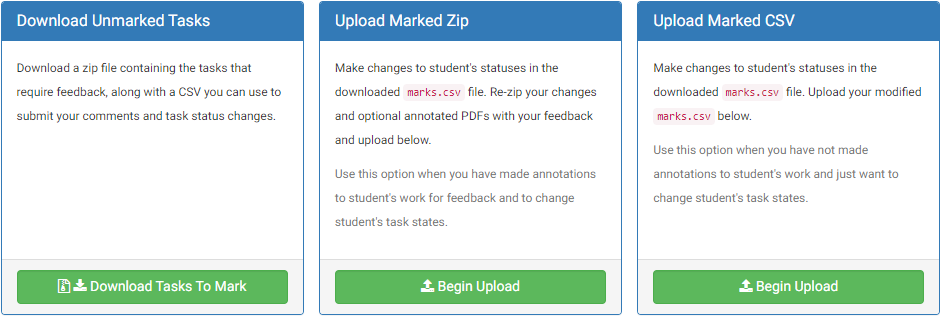 Download Unmarked Tasks
Download a zip file containing the tasks that
require feedback, along with a CSV you can use to
submit your comments and task status changes.
Download Tasks To Mark
Upload Marked Zip
Make changes to student's statuses in the
downloaded marks.csv file. Re-zip your changes
and optional annotated PDFs with your feedback
and upload below.
Use this option when you have made annotations
to student's work for feedback and to change
student's task states.
Begin Upload
Upload Marked CSV
Make changes to student's statuses in the
downloaded marks.csv file. Upload your modified
marks.csv below.
Use this option when you have not made
annotations to student's work and just want to
change student's task states.
Begin Upload